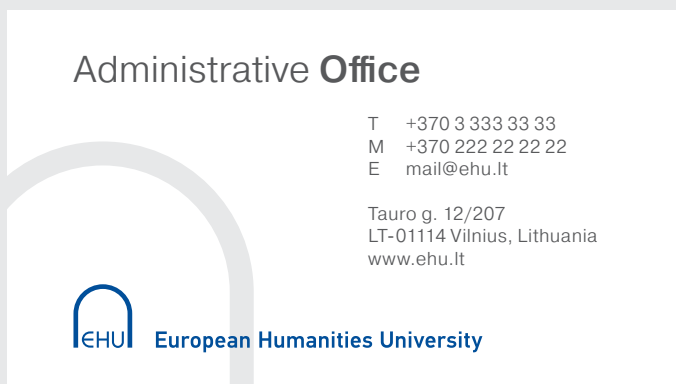 Administrative Office
T +370 3 333 33 33
M +370 222 22 22 22
E mail@ehu.lt
Tauro g. 12/207
LT-01114 Vilnius, Lithuania
www.ehu.lt
EHU European Humanities University